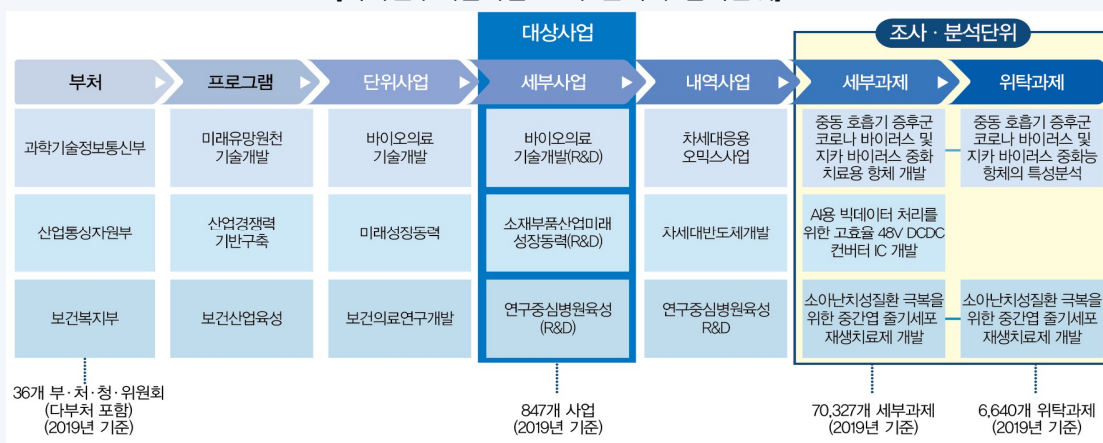 대상사업
조사·분석단위
부처
프로그램
단위사업
세부사업
내역사업
세부과제
위탁과제
과학기술정보통신부
미래유망원천
기술개발
바이오의료
기술개발
바이오의료
기술개발(R&D)
차세대응용
오믹스사업
중동 호흡기 증후군
코로나 바이러스 및
지카 바이러스 중화
치료용 항체 개발
중동 호흡기 증후군
코로나 바이러스 및
지카 바이러스 중화능
항체의 특성분석
산업통싱자원부
산업경쟁력
기반구축
미래성장동력
소재부품산업미래
성장동력(R&D)
차세대반도체개발
AI용 빅데이터 처리를
위한 고효율 48V DCDC
컨버터 IC 개발
보건복지부
보건산업육성
보건의료연구개발
연구중심병원육성
(R&D)
연구중심병원육성
R&D
소아난치성질환 극복을
위한 중간엽 줄기세포
재생치료제 개발
소아난치성질환 극복을
위한 중간엽 줄기세포
재생치료제 개발
36개 부·처·청·위원회
(다부처 포함)
(2019년 기준)
847개 사업
(2019년 기준)
70,327개 세부과제
(2019년 기준)
6,640개 위탁과제
(2019년 기준)